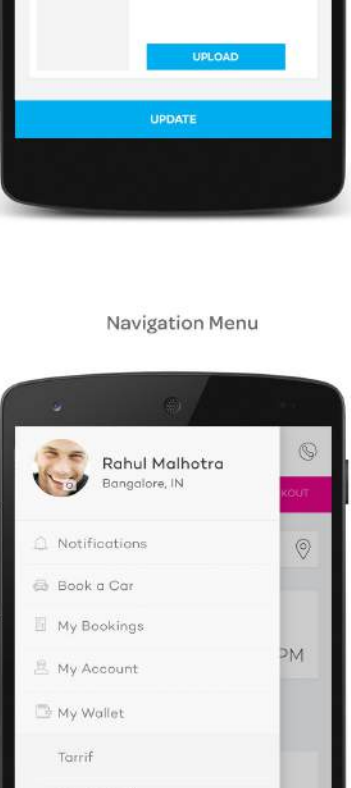 UPLOAD
UPDATE
Navigation Menu
Rahul Malhotra
Bangalore, IN
KOUT
Notifications
Book a Car
My Bookings
PM
My Account
My Wallet
Tarrif